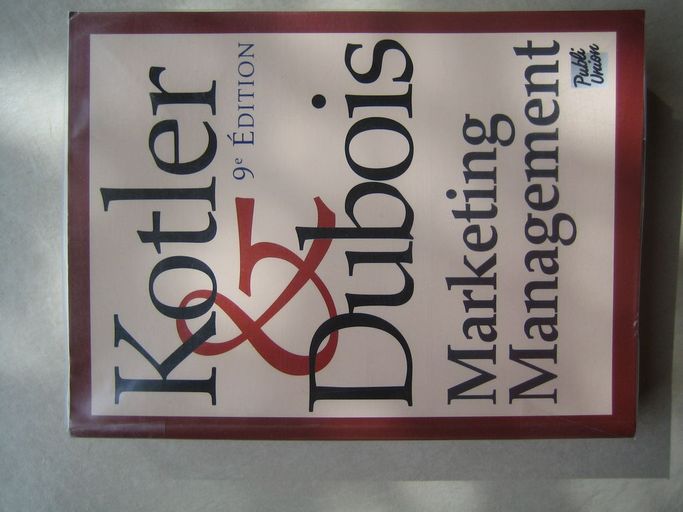 Kotler
9e ÉDITION
&
Dubois
Marketing
Management
Publi
Union